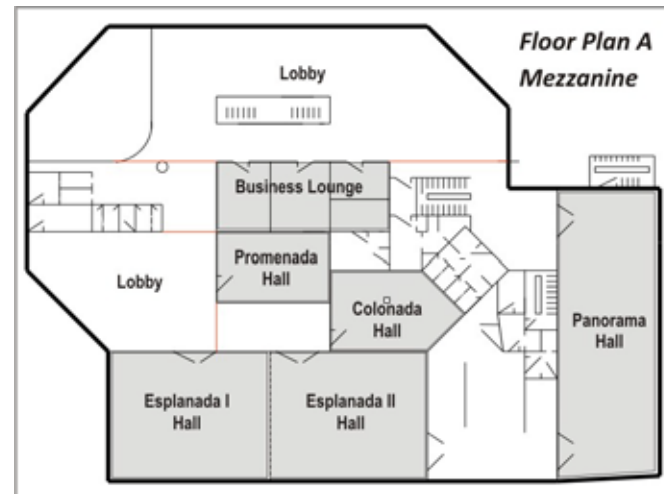 Floor Plan A
Mezzanine
Lobby
Business Lounge
Promenada
Hall
Lobby
Colonada
Hall
Panorama
Hall
Esplanada I
Hall
Esplanada II
Hall